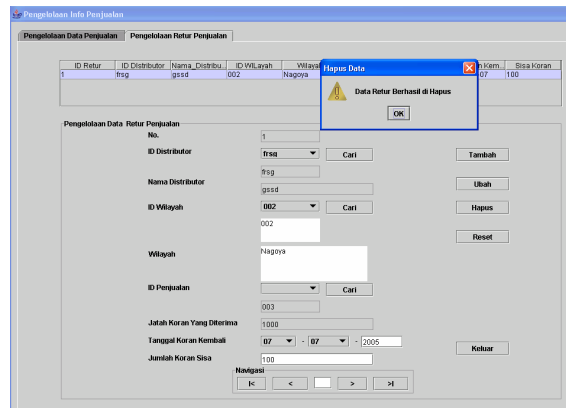 Pengelolaan Info Penjualan
Pengelolaan Data Penjualan Pengelolaan Retur Penjualan
ID Retur ID DIstributor Nama_Distribu... ID WILayah Wilayah n Kem... Sisa Koran
1 frsg gssd 002 Nagoya 07 100
Hapus Data
Data Retur Berhasil di Hapus
OK
Pengelolaan Data Retur Penjualan
No. 1
ID Distributor frsg Cari Tambah
frsg
Nama Distributor gssd Ubah
ID Wilayah 002 Cari Hapus
002
Reset
Wilayah Nagoya
ID Penjualan Cari
003
Jatah Koran Yang Diterima 1000
Tanggal Koran Kembali 07 - 07 - 2005
Keluar
Jumlah Koran Sisa 100
Navigasi
I< < > >I